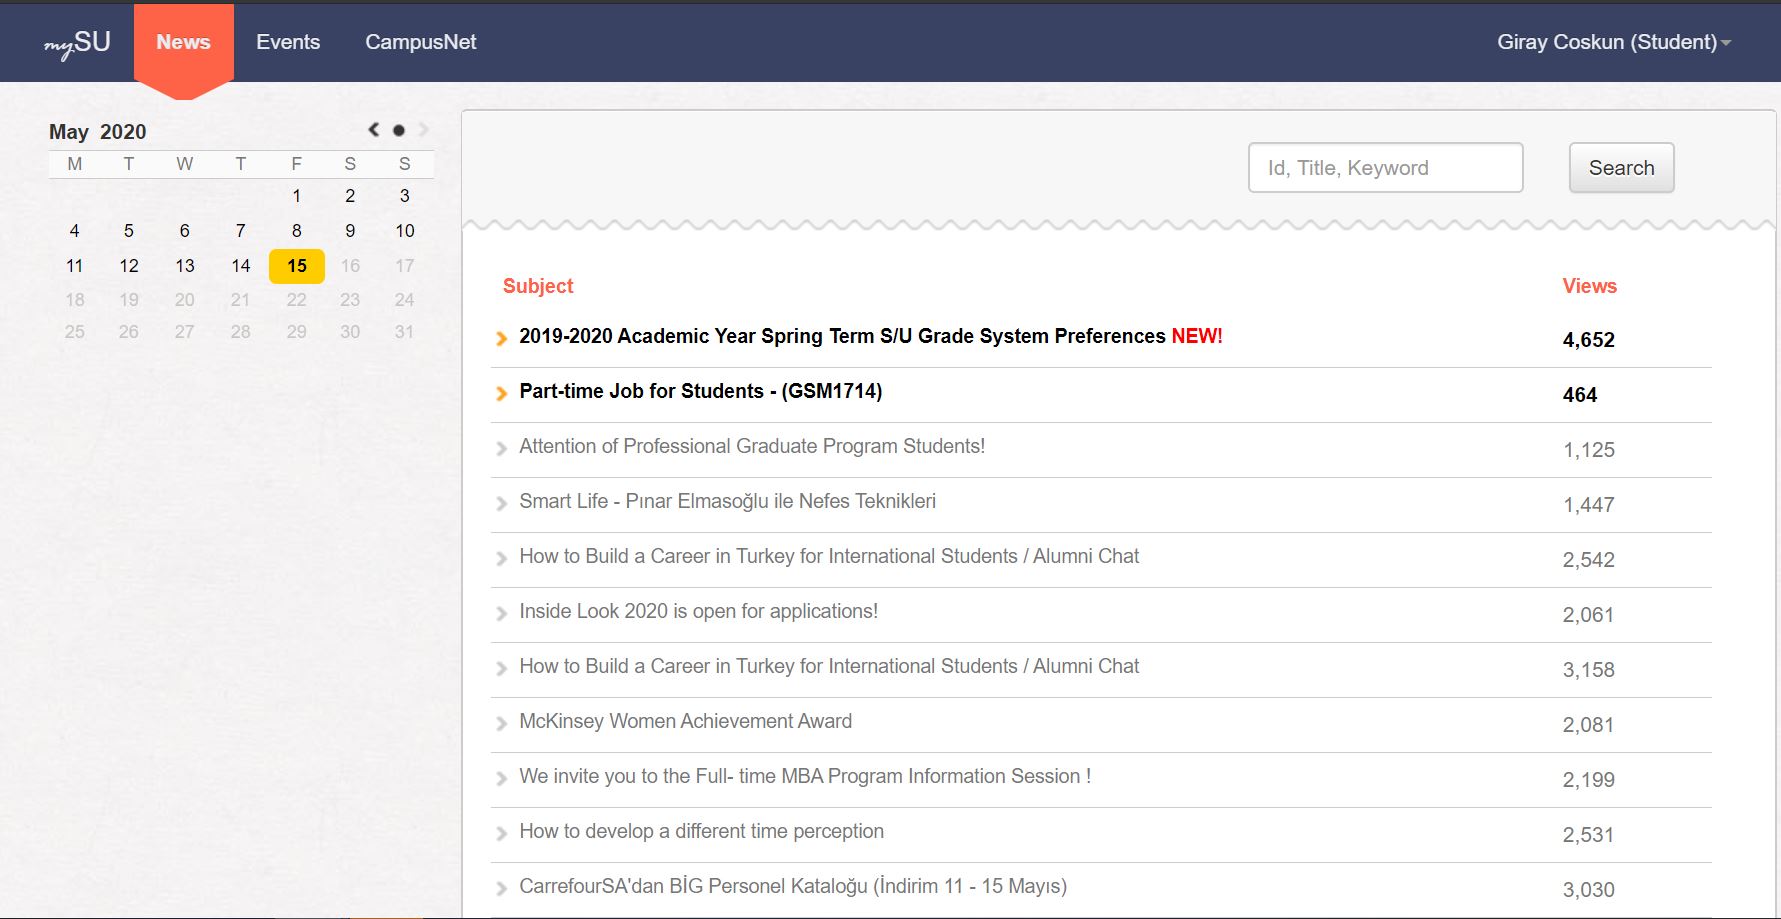 mySU News Events CampusNet Giray Coskun (Student)
May 2020
M T W T F S S
1 2 3
4 5 6 7 8 9 10
11 12 13 14 15 16 17
18 19 20 21 22 23 24
25 26 27 28 29 30 31
Id, Title, Keyword Search
Subject Views
2019-2020 Academic Year Spring Term S/U Grade System Preferences NEW! 4,652
Part-time Job for Students - (GSM1714) 464
Attention of Professional Graduate Program Students! 1,125
Smart Life - Pınar Elmasoğlu ile Nefes Teknikleri 1,447
How to Build a Career in Turkey for International Students / Alumni Chat 2,542
Inside Look 2020 is open for applications! 2,061
How to Build a Career in Turkey for International Students / Alumni Chat 3,158
McKinsey Women Achievement Award 2,081
We invite you to the Full- time MBA Program Information Session ! 2,199
How to develop a different time perception 2,531
CarrefourSA'dan BİG Personel Kataloğu (İndirim 11 - 15 Mayıs) 3,030